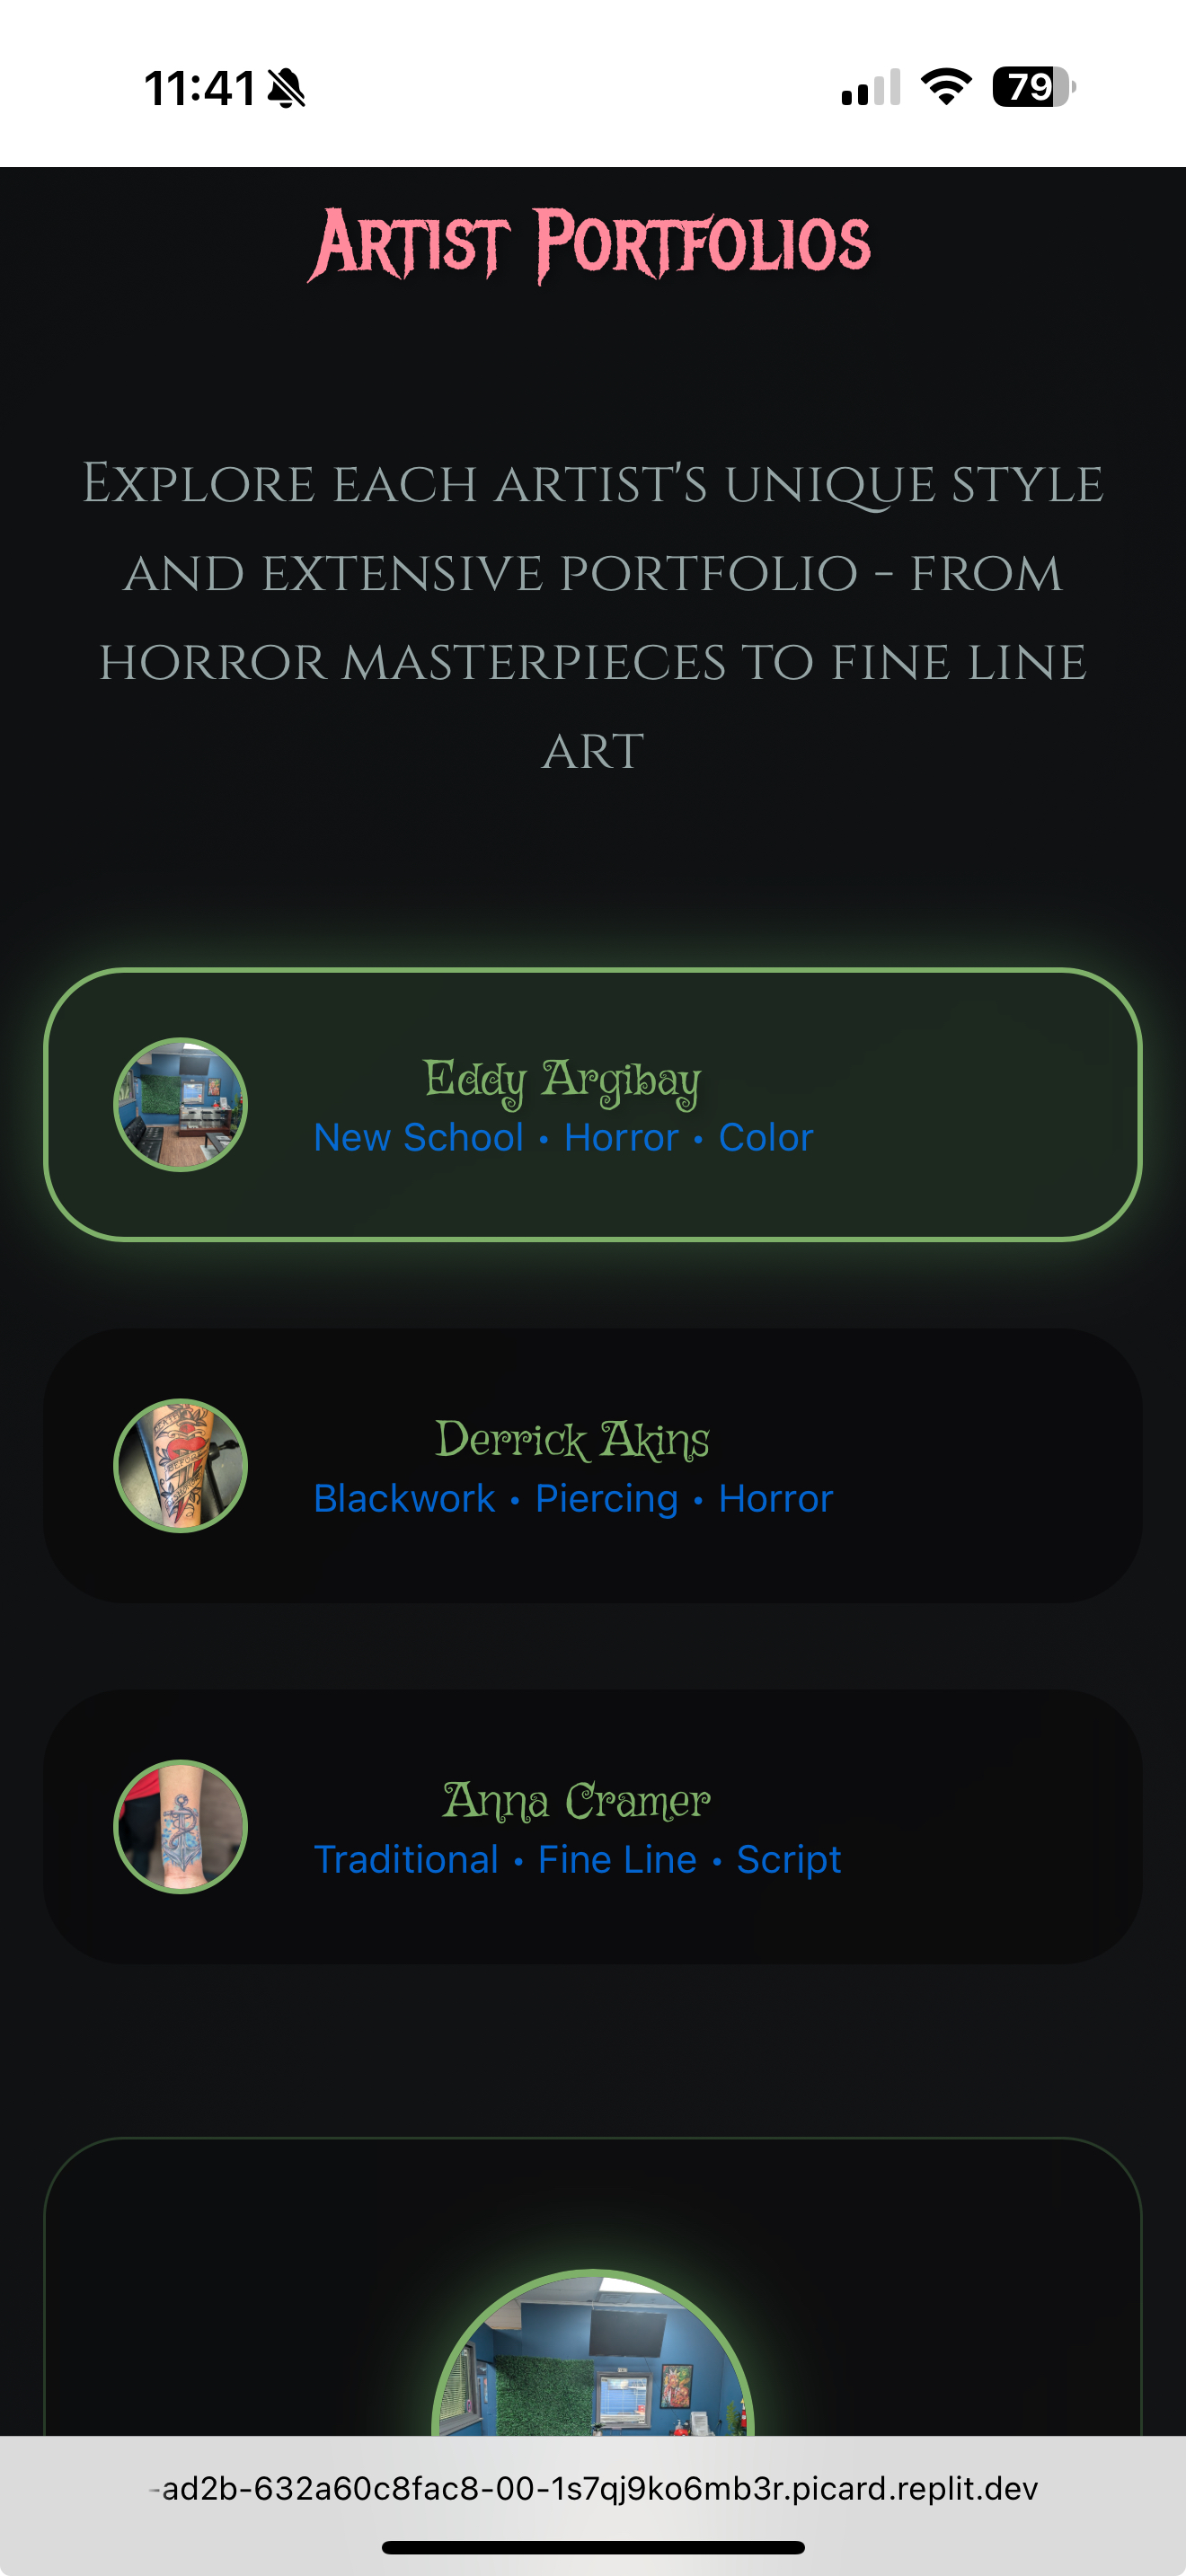 11:41
79
Artist Portfolios
Explore each artist's unique style
and extensive portfolio - from
horror masterpieces to fine line
art
Eddy Argibay
New School • Horror • Color
Derrick Akins
Blackwork • Piercing • Horror
Anna Cramer
Traditional • Fine Line • Script
-ad2b-632a60c8fac8-00-1s7qj9ko6mb3r.picard.replit.dev